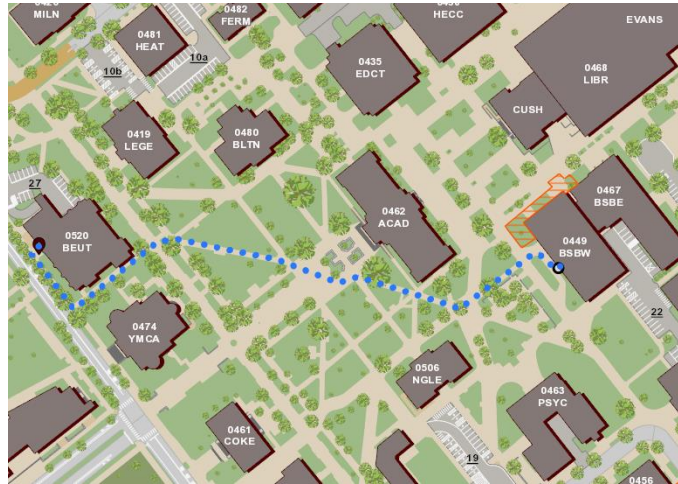 MILN
0482
FERM
0481
HEAT
10b
10a
0435
EDCT
HECC
EVANS
0468
LIBR
CUSH
0419
LEGE
0480
BLTN
27
0520
BEUT
0462
ACAD
0467
BSBE
0449
BSBW
22
0474
YMCA
0506
NGLE
0463
PSYC
0461
COKE
19
0456